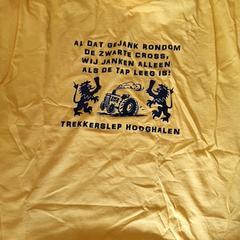 AL DAT GEJANK RONDOM
DE ZWARTE CROSS,
WIJ JANKEN ALLEEN
ALS DE TAP LEEG IS!
TREKKERSLEP HOOGHALEN